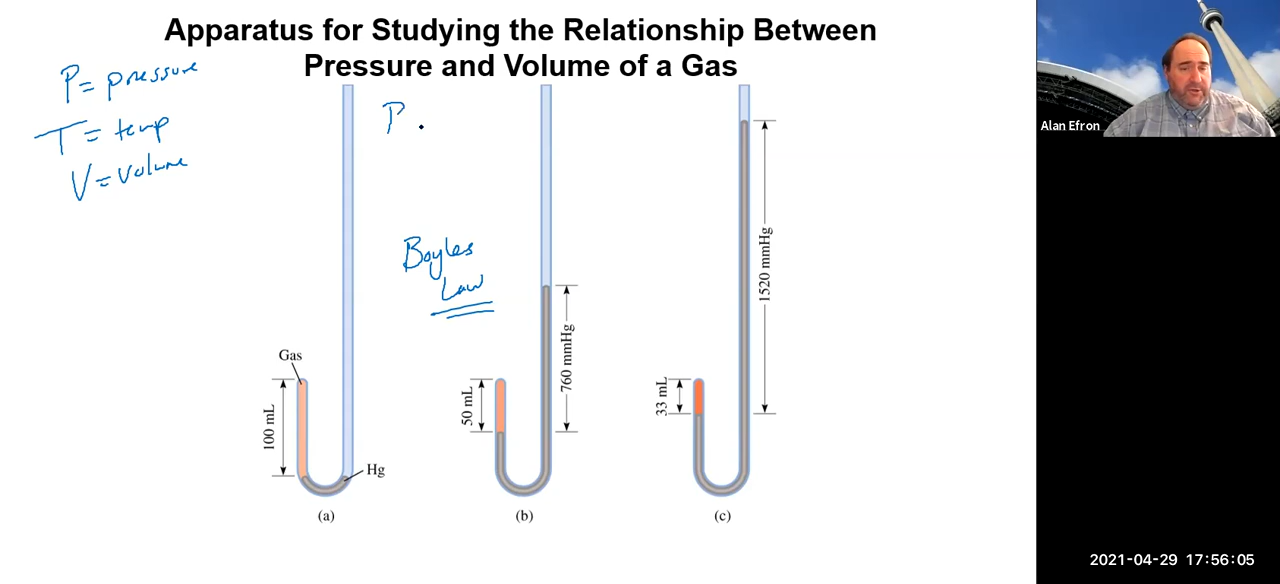 Apparatus for Studying the Relationship Between
Pressure and Volume of a Gas
P = pressure
T = temp
V = volume
P .
Boyles
Law
Gas
100 mL
Hg
(a)
50 mL
760 mmHg
(b)
33 mL
1520 mmHg
(c)
Alan Efron
2021-04-29 17:56:05